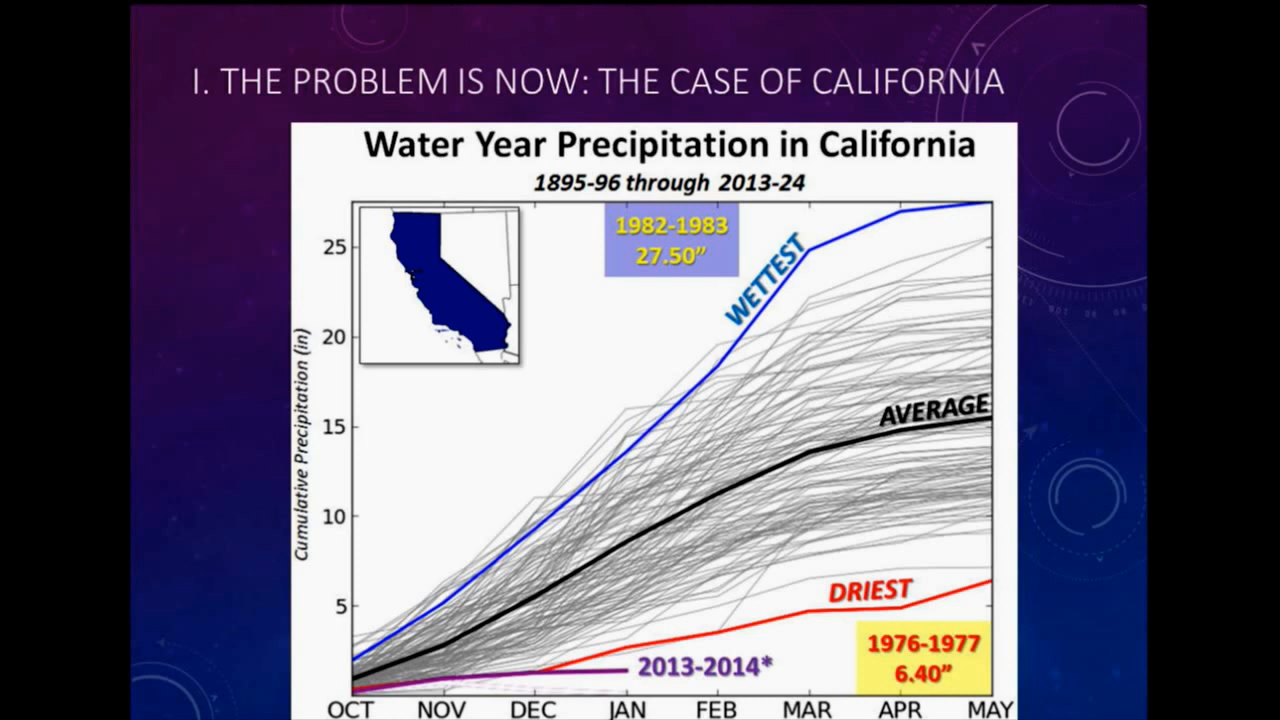 I. THE PROBLEM IS NOW: THE CASE OF CALIFORNIA
Water Year Precipitation in California
1895-96 through 2013-24
1982-1983
27.50”
WETTEST
25
20
15
10
5
Cumulative Precipitation (in)
AVERAGE
DRIEST
1976-1977
6.40”
2013-2014*
OCT NOV DEC JAN FEB MAR APR MAY